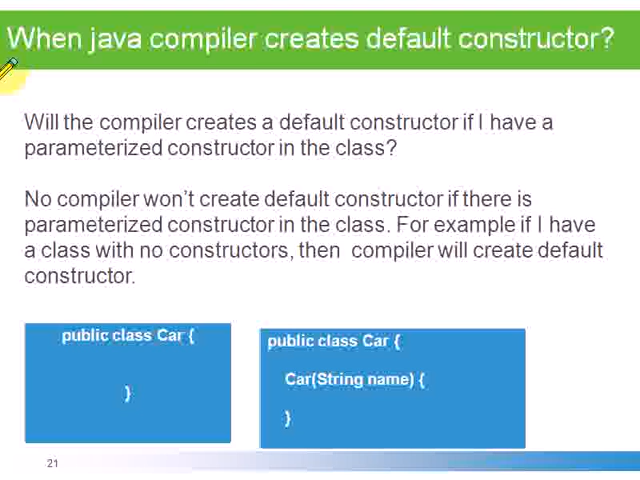 When java compiler creates default constructor?
Will the compiler creates a default constructor if I have a
parameterized constructor in the class?
No compiler won't create default constructor if there is
parameterized constructor in the class. For example if I have
a class with no constructors, then compiler will create default
constructor.
public class Car {
}
public class Car {
Car(String name) {
}
21